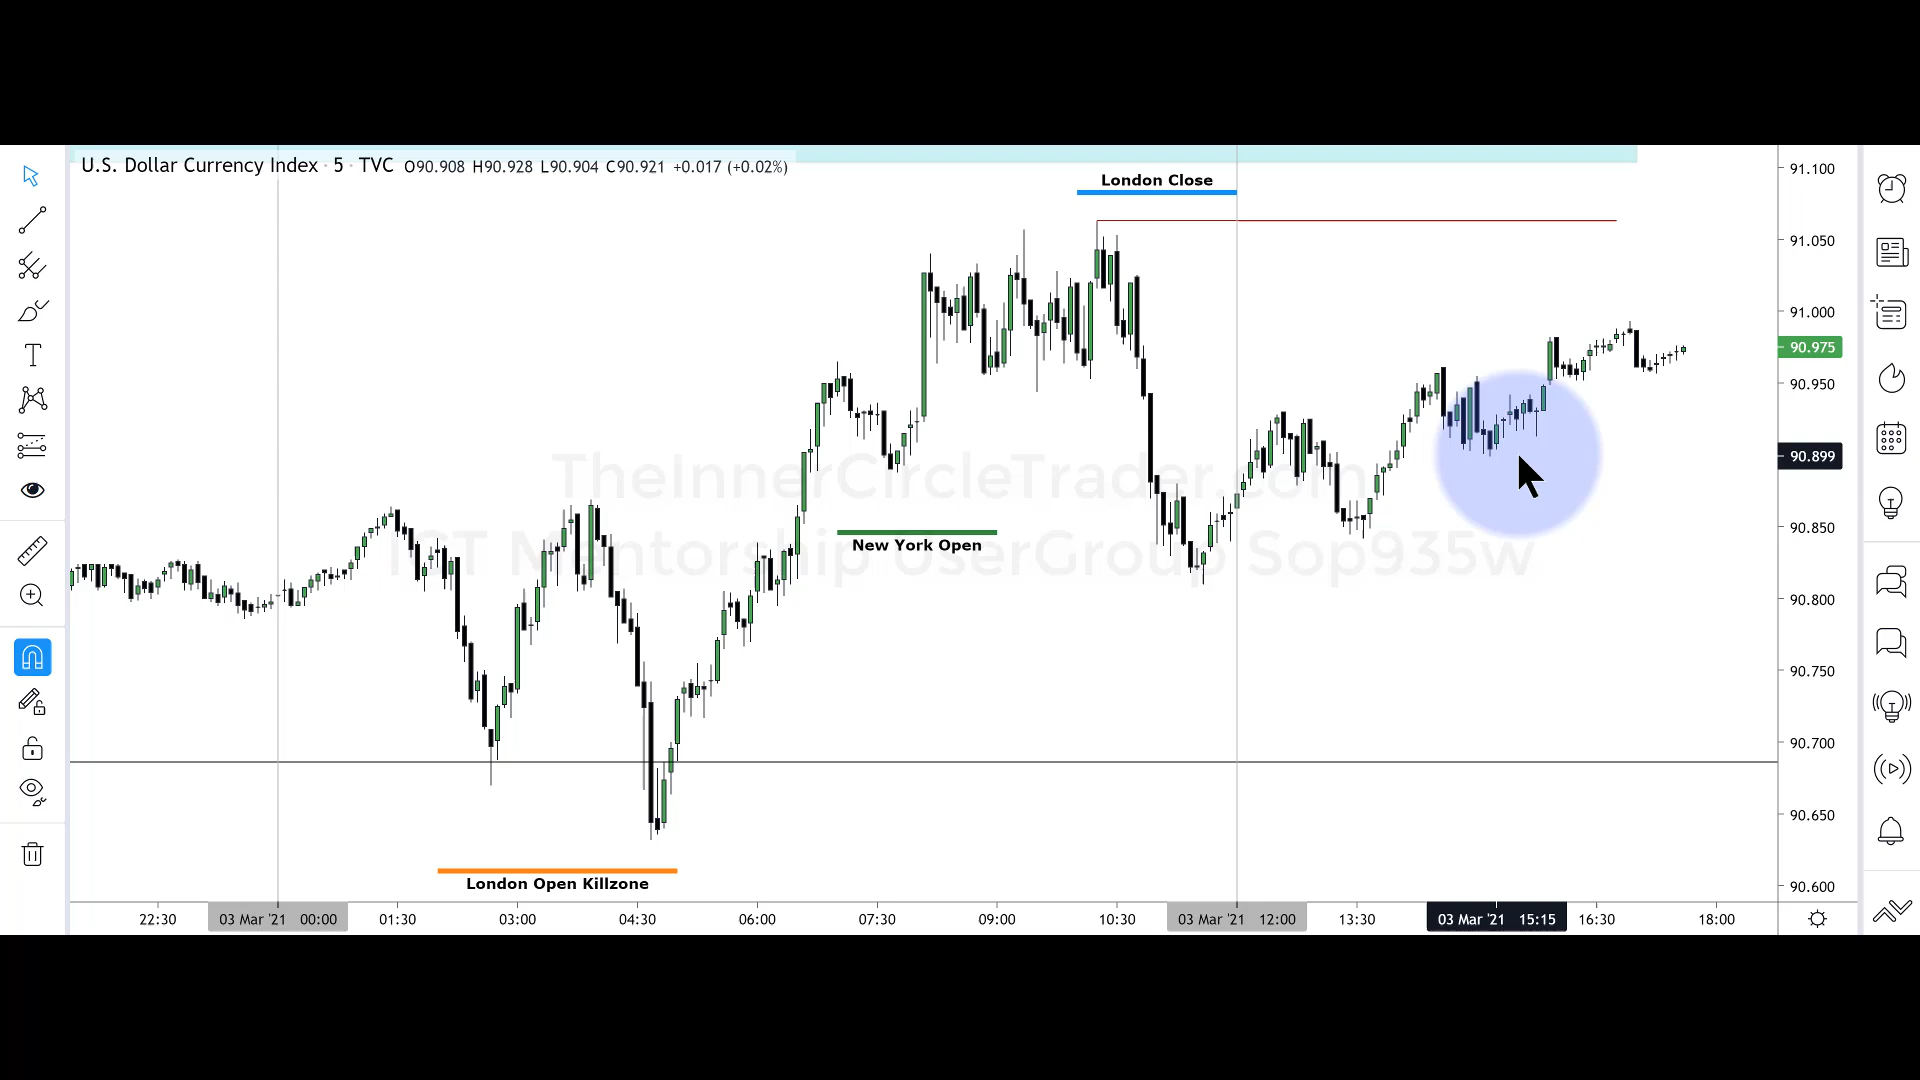 U.S. Dollar Currency Index · 5 · TVC O90.908 H90.928 L90.904 C90.921 +0.017 (+0.02%)
London Close
91.100
91.050
91.000
90.975
90.950
90.899
TheInnerCircleTrader.com
90.850
ICT Mentorship UserGroup Sop935w
New York Open
90.800
90.750
90.700
90.650
London Open Killzone
90.600
22:30 03 Mar '21 00:00 01:30 03:00 04:30 06:00 07:30 09:00 10:30 03 Mar '21 12:00 13:30 03 Mar '21 15:15 16:30 18:00